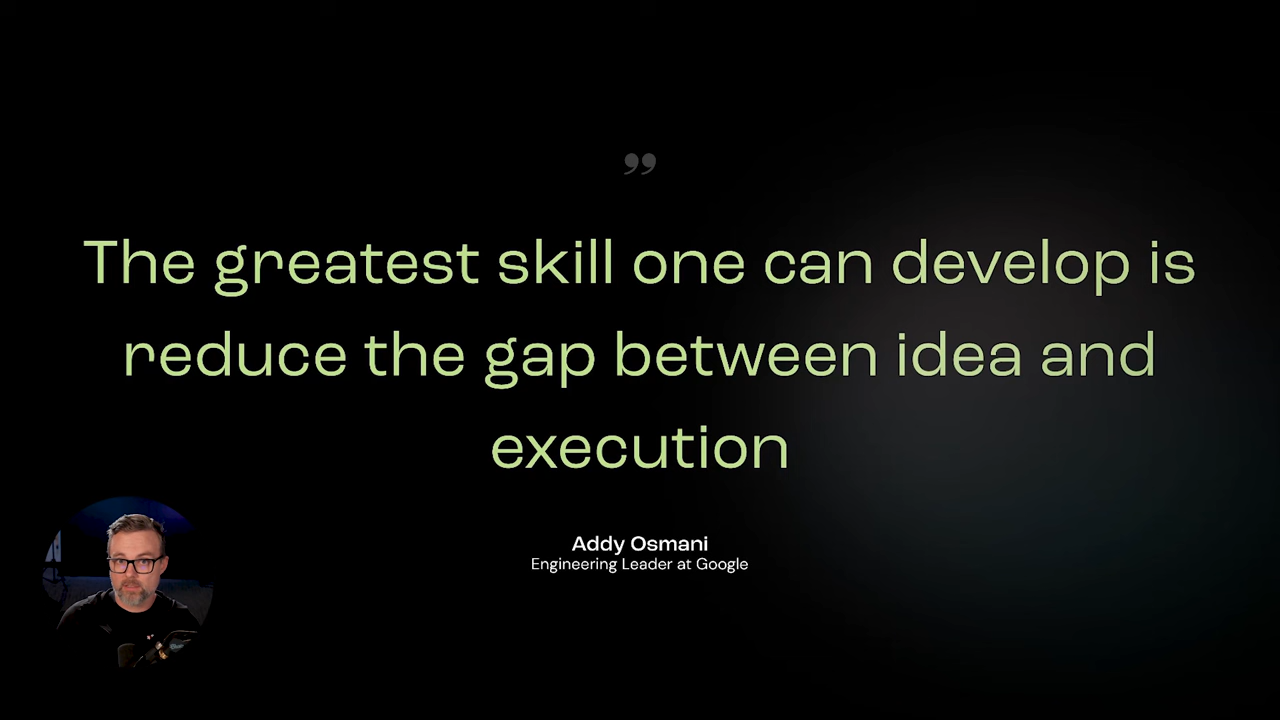 ”
The greatest skill one can develop is
reduce the gap between idea and
execution
Addy Osmani
Engineering Leader at Google